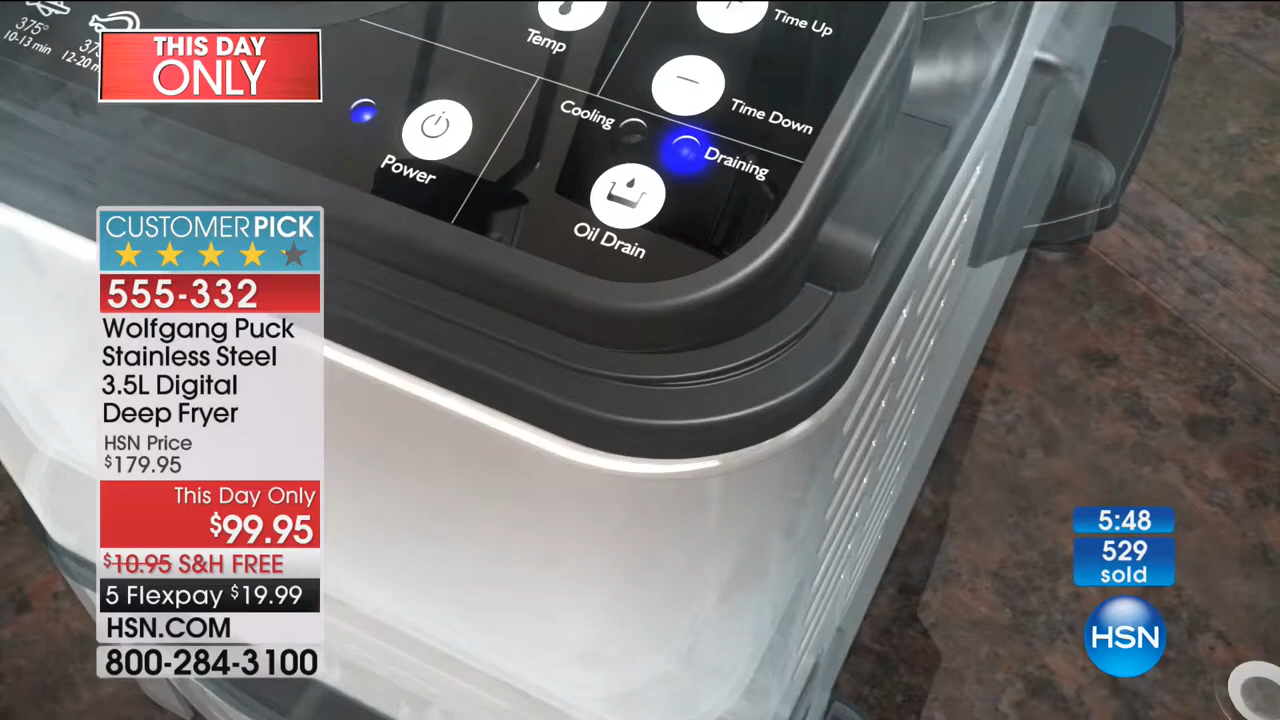 THIS DAY
ONLY
CUSTOMER PICK
555-332
Wolfgang Puck
Stainless Steel
3.5L Digital
Deep Fryer
HSN Price
$179.95
This Day Only
$99.95
$10.95 S&H FREE
5 Flexpay $19.99
HSN.COM
800-284-3100
375°
10-13 min
12-20
Temp
Time Up
Time Down
Cooling
Draining
Power
Oil Drain
5:48
529
sold
HSN